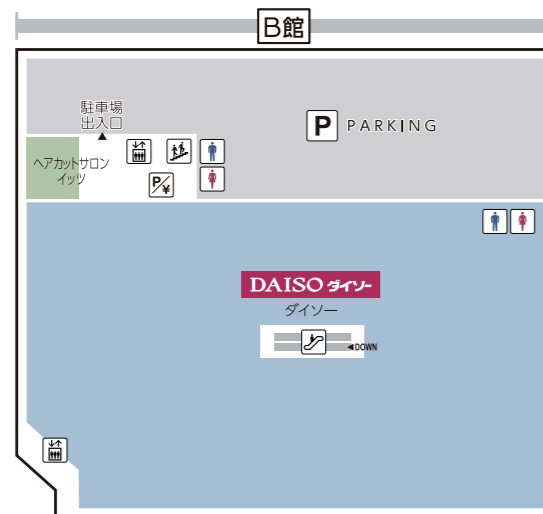 B館
駐車場
出入口
P PARKING
ヘアカットサロン
イッツ
P/¥
DAISO ダイソー
ダイソー
◀DOWN